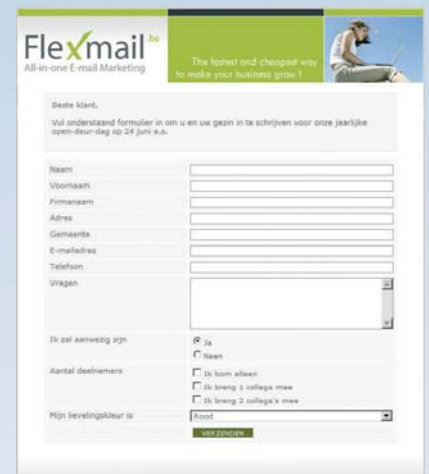 Flexmail.be
All-in-one E-mail Marketing
The fastest and cheapest way
to make your business grow !
Beste klant,
Vul onderstaand formulier in om u en uw gezin in te schrijven voor onze jaarlijke
open-deur-dag op 24 juni a.s.
Naam
Voornaam
Firmanaam
Adres
Gemeente
E-mailadres
Telefoon
Vragen
Ik zal aanwezig zijn
Ja
Neen
Aantal deelnemers
Ik kom alleen
Ik breng 1 collega mee
Ik breng 2 collega's mee
Mijn lievelingskleur is
Rood
VERZENDEN